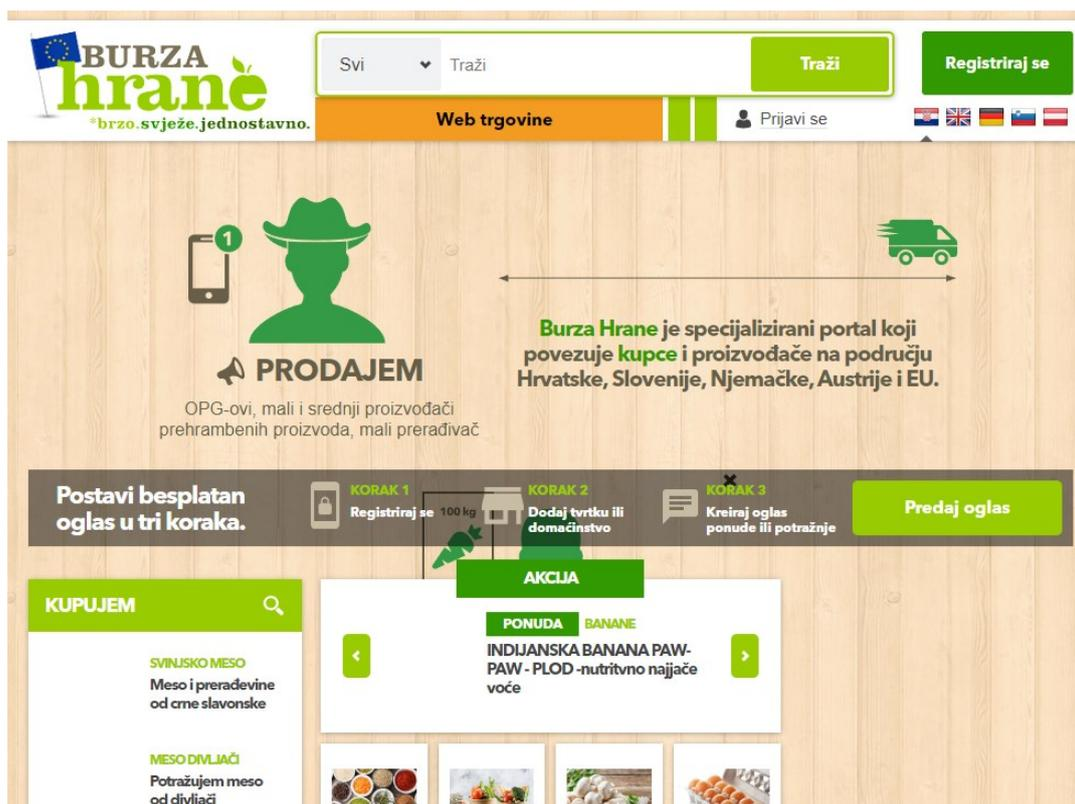 BURZA
hrane
*brzo.svježe.jednostavno.
Svi
Traži
Traži
Registriraj se
Web trgovine
Prijavi se
1
PRODAJEM
OPG-ovi, mali i srednji proizvođači
prehrambenih proizvoda, mali prerađivač
Burza Hrane je specijalizirani portal koji
povezuje kupce i proizvođače na području
Hrvatske, Slovenije, Njemačke, Austrije i EU.
Postavi besplatan
oglas u tri koraka.
KORAK 1
Registriraj se
100 kg
KORAK 2
Dodaj tvrtku ili
domaćinstvo
KORAK 3
Kreiraj oglas
ponude ili potražnje
Predaj oglas
KUPUJEM
SVINJSKO MESO
Meso i prerađevine
od crne slavonske
MESO DIVLJAČI
Potražujem meso
od divljači
AKCIJA
PONUDA BANANE
INDIJANSKA BANANA PAW-
PAW - PLOD -nutritvno najjače
voće